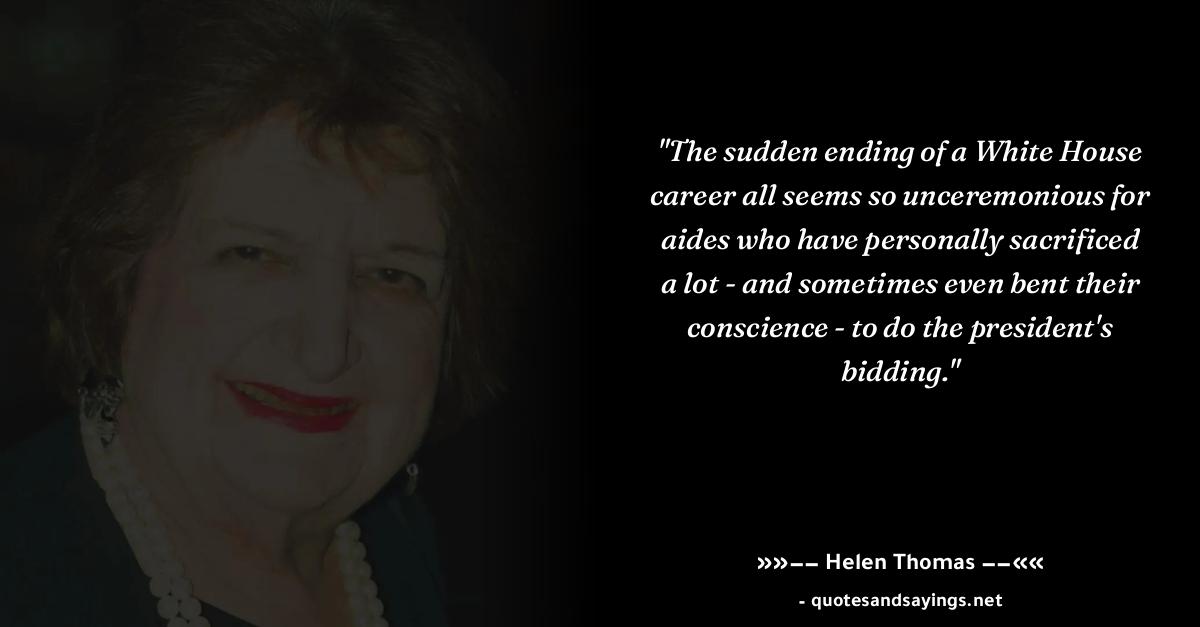 "The sudden ending of a White House
career all seems so unceremonious for
aides who have personally sacrificed
a lot - and sometimes even bent their
conscience - to do the president's
bidding."
»»–– Helen Thomas ––««
- quotesandsayings.net